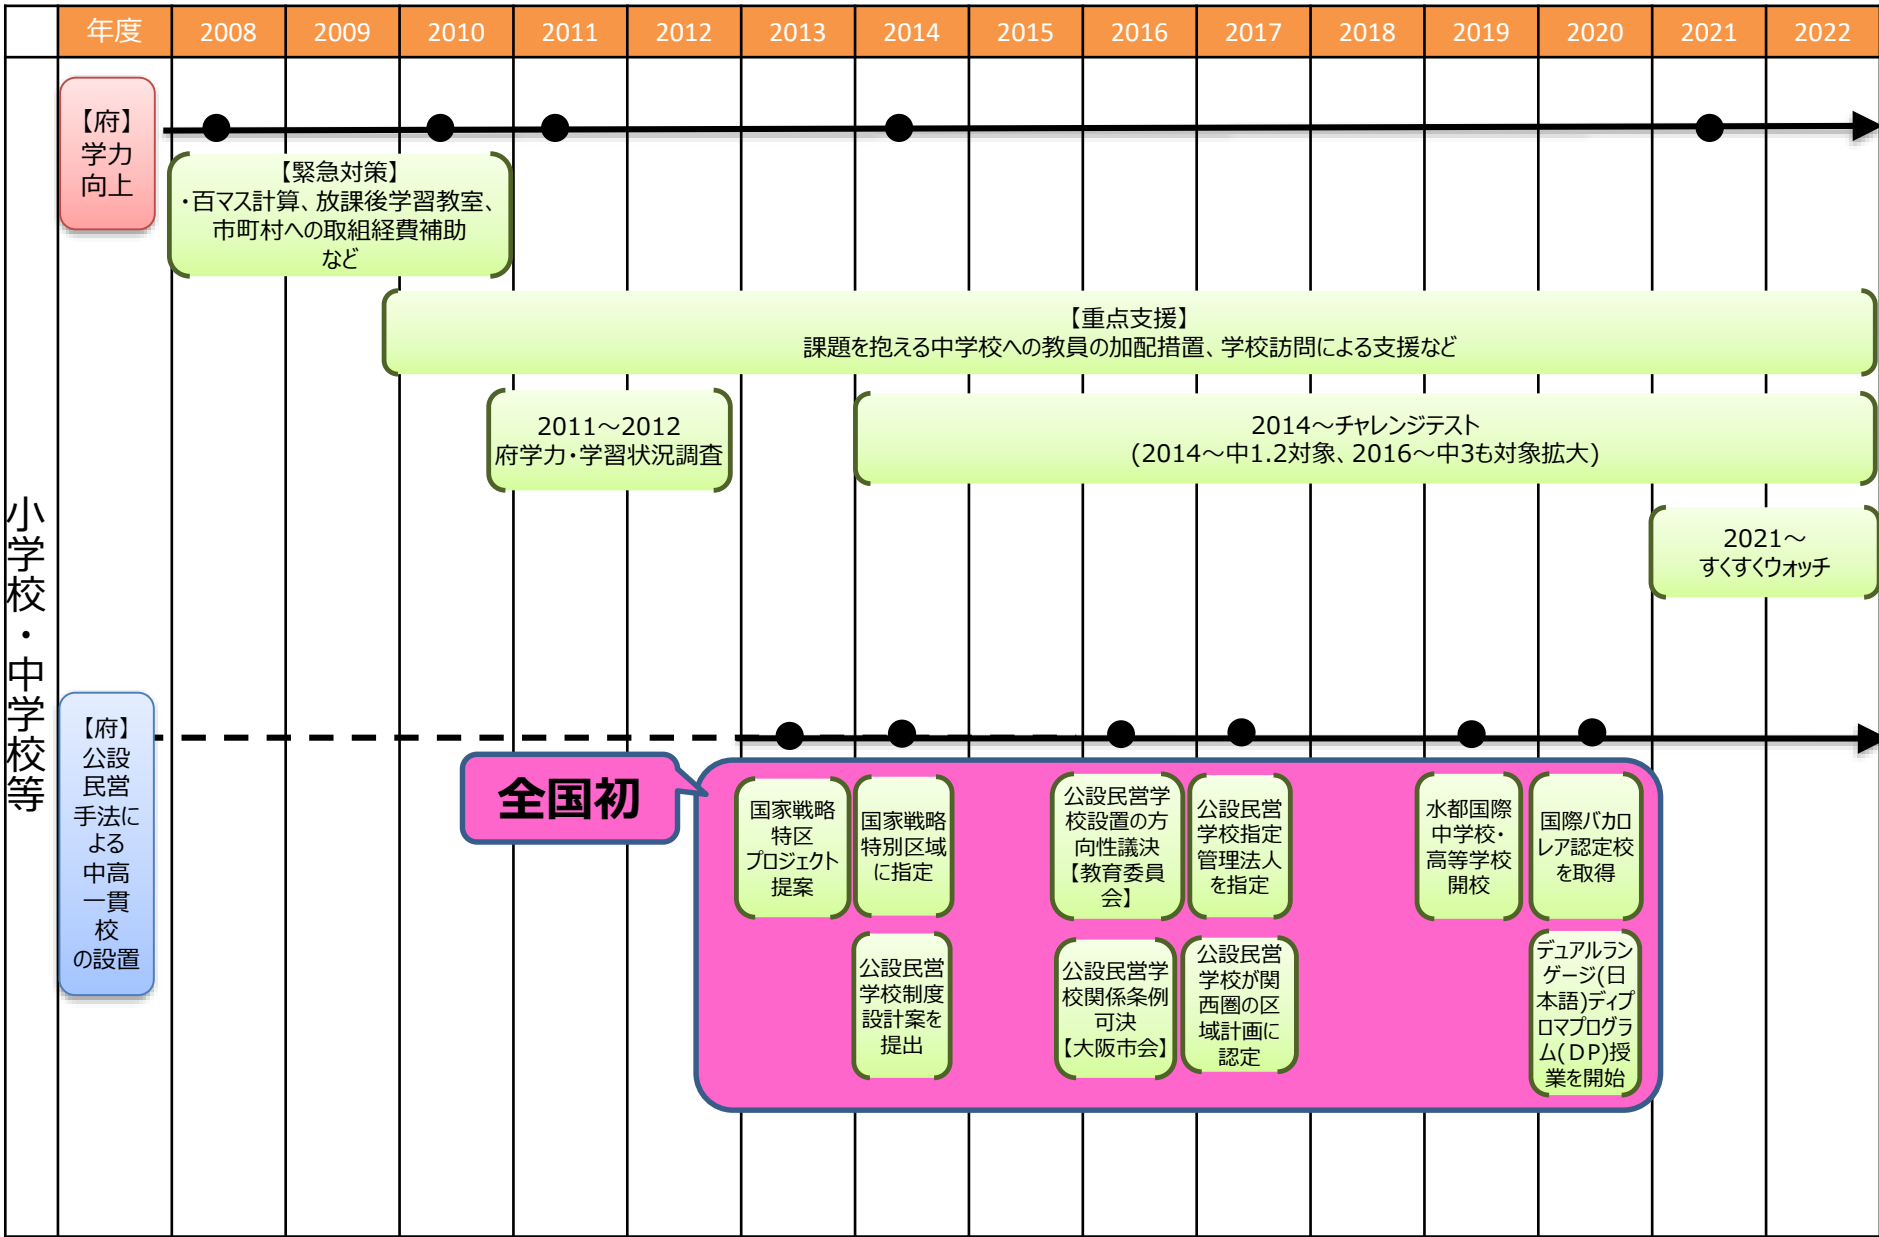 年度 2008 2009 2010 2011 2012 2013 2014 2015 2016 2017 2018 2019 2020 2021 2022
小学校・中学校等
【府】
学力
向上
【緊急対策】
・百マス計算、放課後学習教室、
市町村への取組経費補助
など
【重点支援】
課題を抱える中学校への教員の加配措置、学校訪問による支援など
2011～2012
府学力・学習状況調査
2014～チャレンジテスト
(2014～中1.2対象、2016～中3も対象拡大)
2021～
すくすくウォッチ
【府】
公設
民営
手法に
よる
中高
一貫
校
の設置
全国初
国家戦略
特区
プロジェクト
提案
国家戦略
特別区域
に指定
公設民営学
校設置の方
向性議決
【教育委員
会】
公設民営
学校指定
管理法人
を指定
水都国際
中学校・
高等学校
開校
国際バカロ
レア認定校
を取得
公設民営
学校制度
設計案を
提出
公設民営学
校関係条例
可決
【大阪市会】
公設民営
学校が関
西圏の区
域計画に
認定
デュアルラン
ゲージ(日
本語)ディプ
ロマプログラ
ム(ＤＰ)授
業を開始